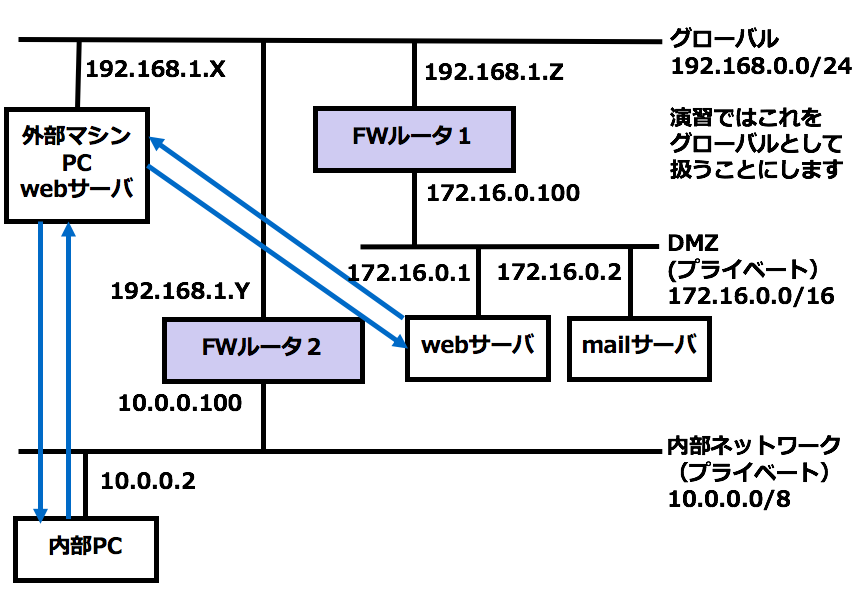 グローバル
192.168.0.0/24
192.168.1.X
192.168.1.Z
外部マシン
PC
webサーバ
FWルータ１
演習ではこれを
グローバルとして
扱うことにします
172.16.0.100
DMZ
(プライベート）
172.16.0.0/16
172.16.0.1
172.16.0.2
192.168.1.Y
FWルータ２
webサーバ
mailサーバ
10.0.0.100
内部ネットワーク
（プライベート）
10.0.0.0/8
10.0.0.2
内部PC